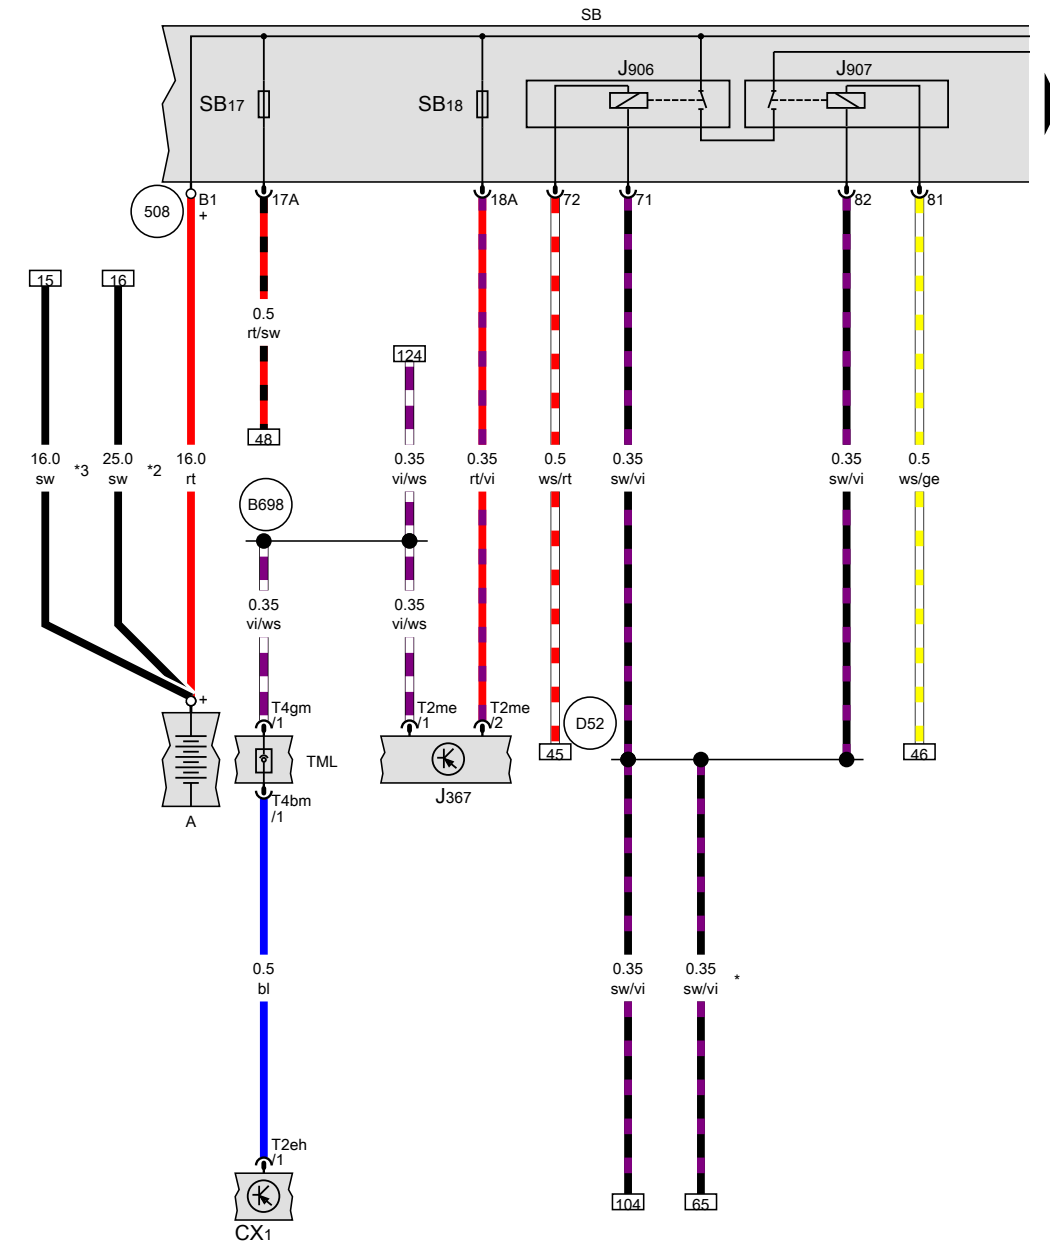 SB
J906
J907
SB17
SB18
508
B1
+
17A
18A
72
71
82
81
15
16
0.5
rt/sw
124
48
16.0
sw
*3
25.0
sw
*2
16.0
rt
0.35
vi/ws
0.35
rt/vi
0.5
ws/rt
0.35
sw/vi
0.35
sw/vi
0.5
ws/ge
B698
0.35
vi/ws
0.35
vi/ws
+
T4gm
/1
T2me
/1
T2me
/2
D52
45
46
TML
J367
A
T4bm
/1
0.5
bl
0.35
sw/vi
0.35
sw/vi
*
T2eh
/1
104
65
CX1